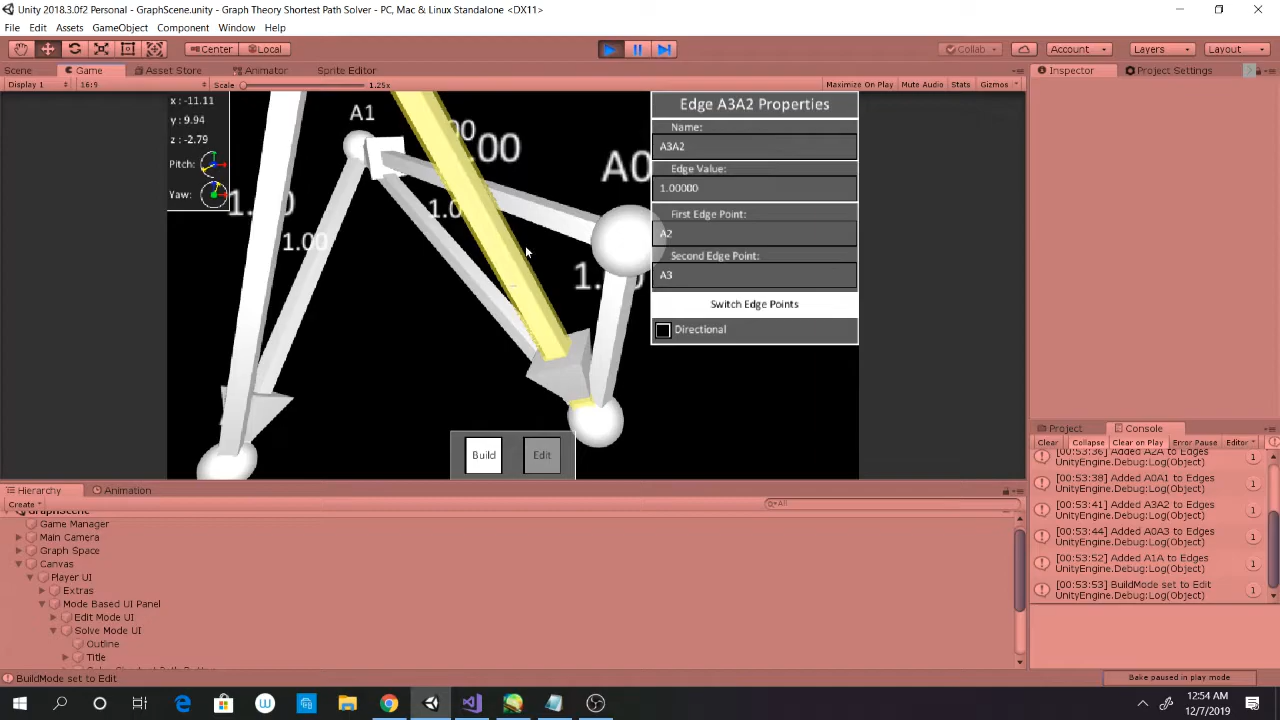 Unity 2018.3.0f2 Personal - GraphScene.unity - Graph Theory Shortest Path Solver - PC, Mac & Linux Standalone <DX11>
File Edit Assets GameObject Component Window Help
Center Local
Collab Account Layers Layout
Scene Game Asset Store Animator Sprite Editor
Inspector Project Settings
Display 1 16:9 Scale 1.25x Maximize On Play Mute Audio Stats Gizmos
x : -11.11
y : 9.94
z : -2.79
Pitch:
Yaw:
A1
.00
A0
1.00
Edge A3A2 Properties
Name:
A3A2
Edge Value:
1.00000
First Edge Point:
A2
Second Edge Point:
A3
Switch Edge Points
Directional
Build Edit
Project Console
Clear Collapse Clear on Play Error Pause Editor
[00:53:36] Added A2A to Edges
UnityEngine.Debug:Log(Object)
1
[00:53:38] Added A0A1 to Edges
UnityEngine.Debug:Log(Object)
1
[00:53:41] Added A3A2 to Edges
UnityEngine.Debug:Log(Object)
1
[00:53:44] Added A0A3 to Edges
UnityEngine.Debug:Log(Object)
1
[00:53:52] Added A1A to Edges
UnityEngine.Debug:Log(Object)
1
[00:53:53] BuildMode set to Edit
UnityEngine.Debug:Log(Object)
1
Hierarchy Animation
Create All
GraphScene
Game Manager
Main Camera
Graph Space
Canvas
Player UI
Extras
Mode Based UI Panel
Edit Mode UI
Solve Mode UI
Outline
Title
BuildMode set to Edit
Bake paused in play mode
12:54 AM
12/7/2019